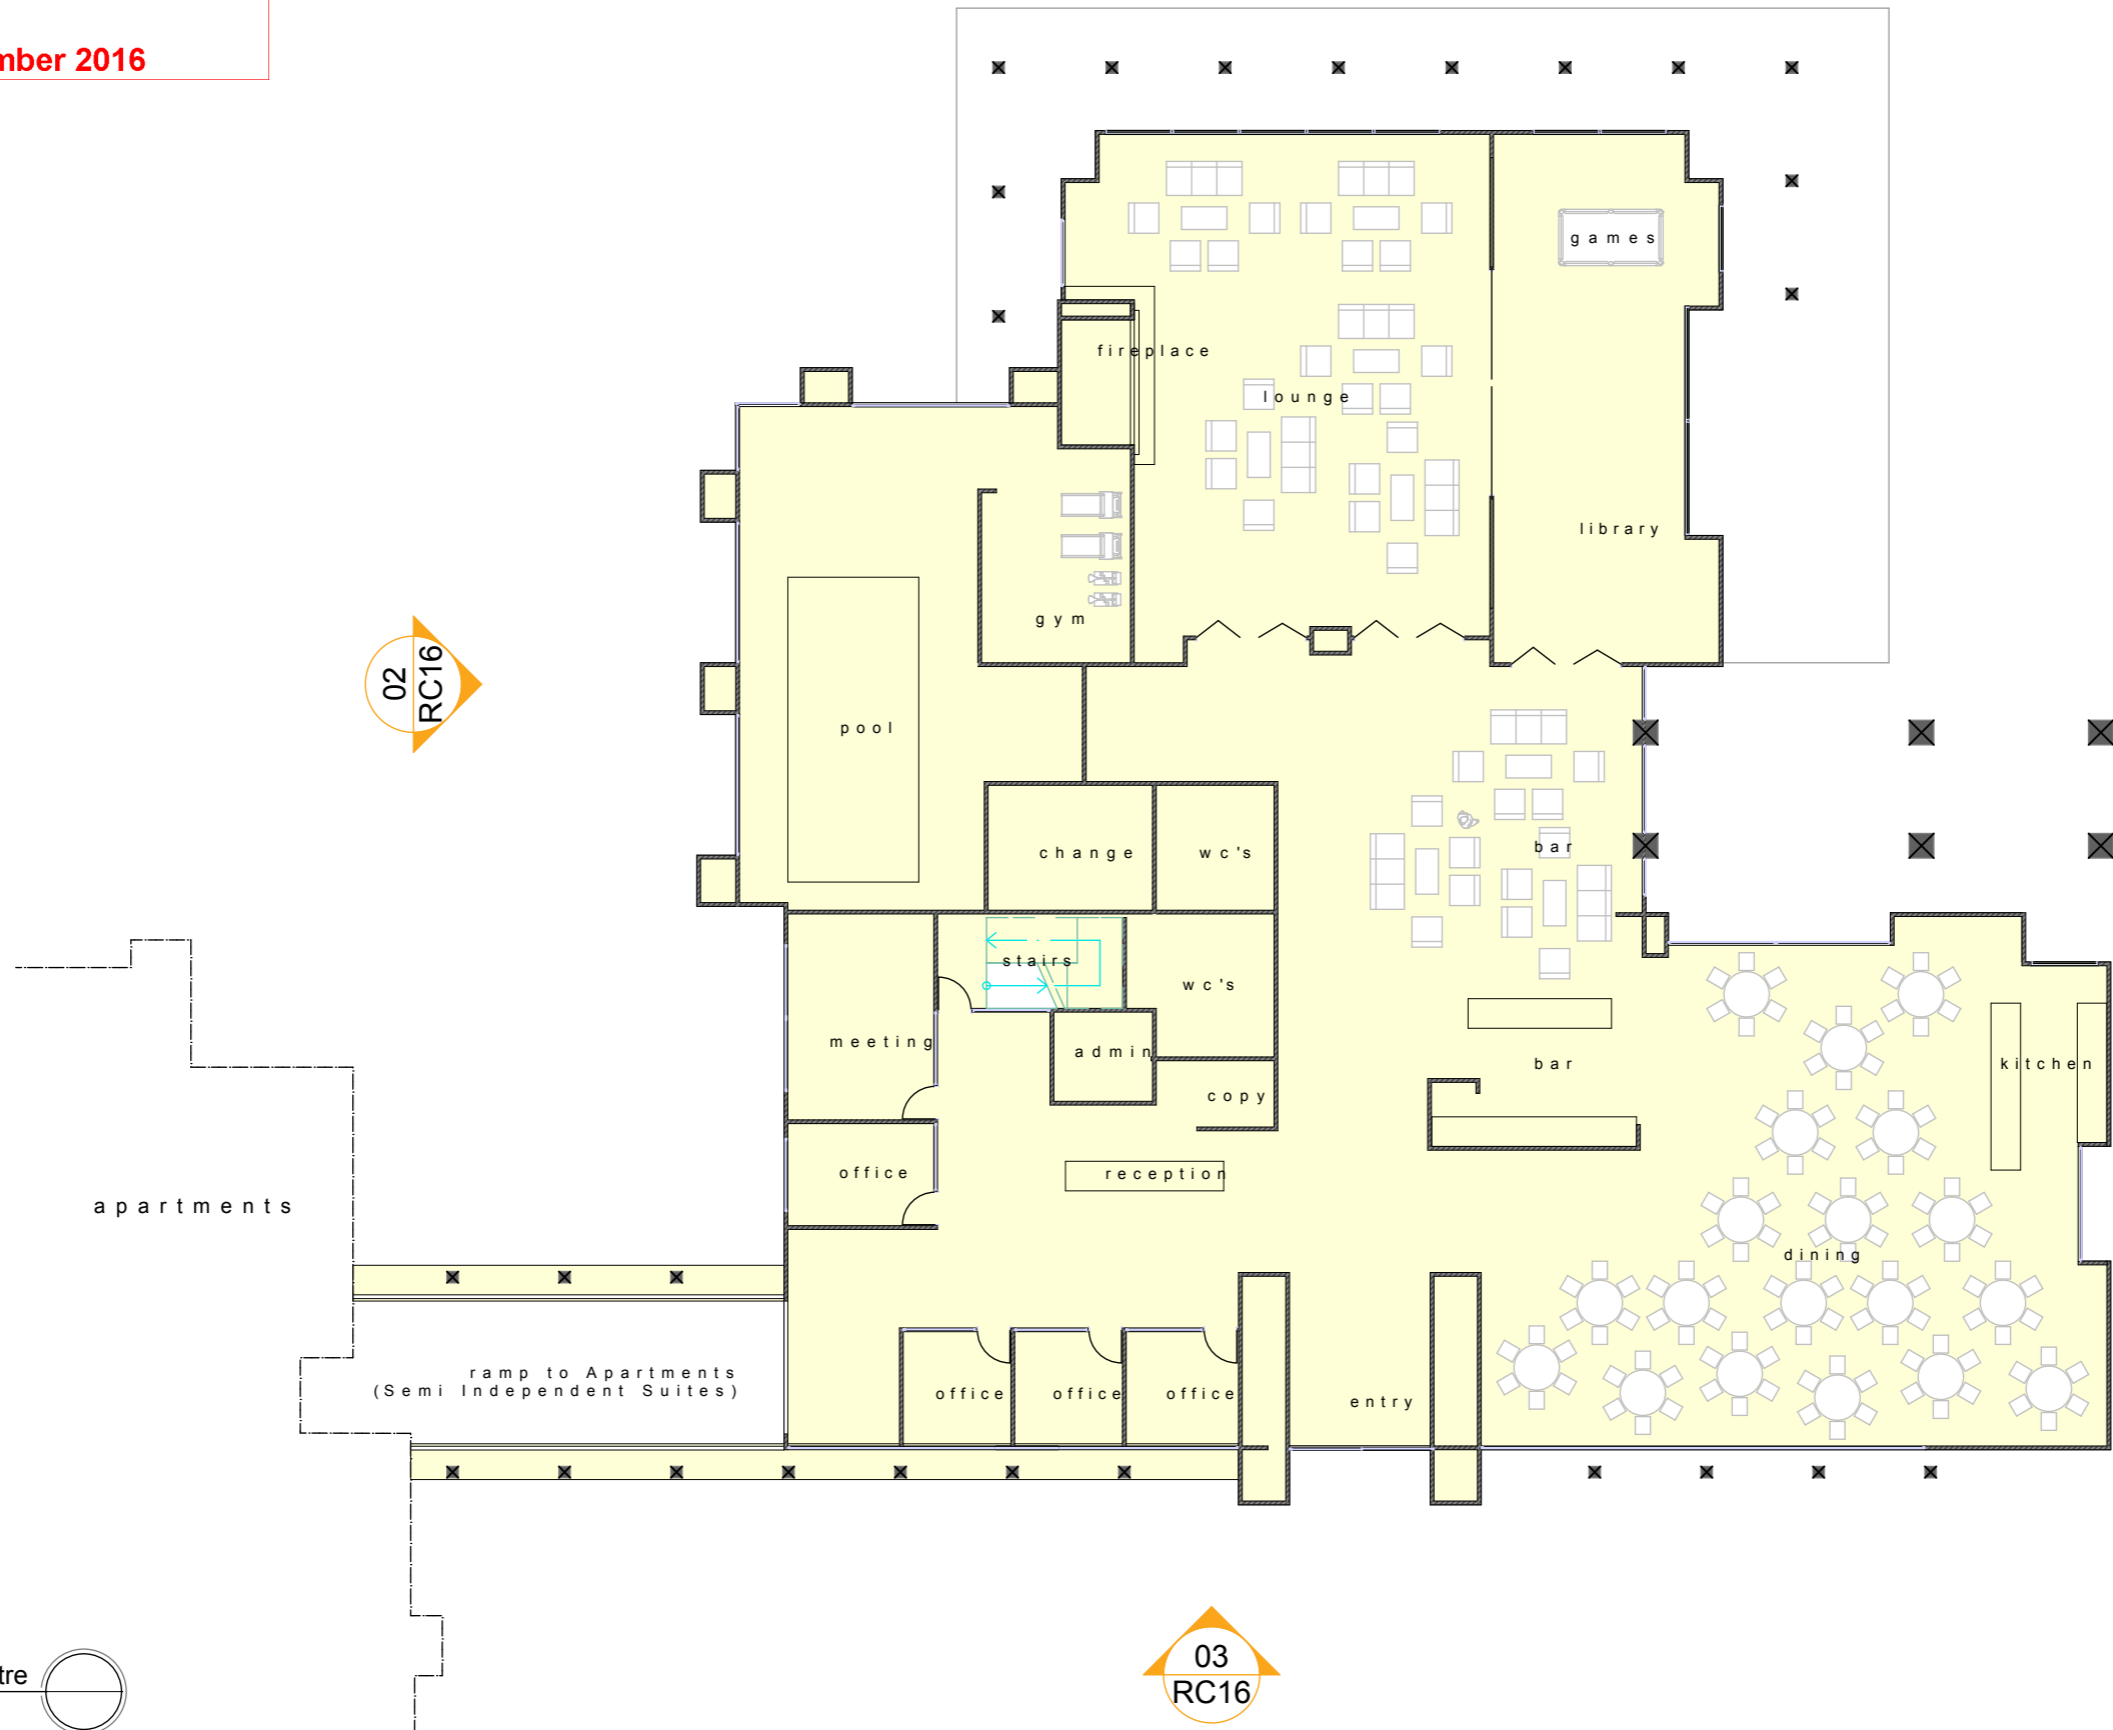 mber 2016
games
fireplace
lounge
library
gym
02
RC16
pool
change
wc's
bar
stairs
wc's
meeting
admin
bar
kitchen
copy
office
reception
apartments
dining
ramp to Apartments
(Semi Independent Suites)
office
office
office
entry
03
RC16
tre